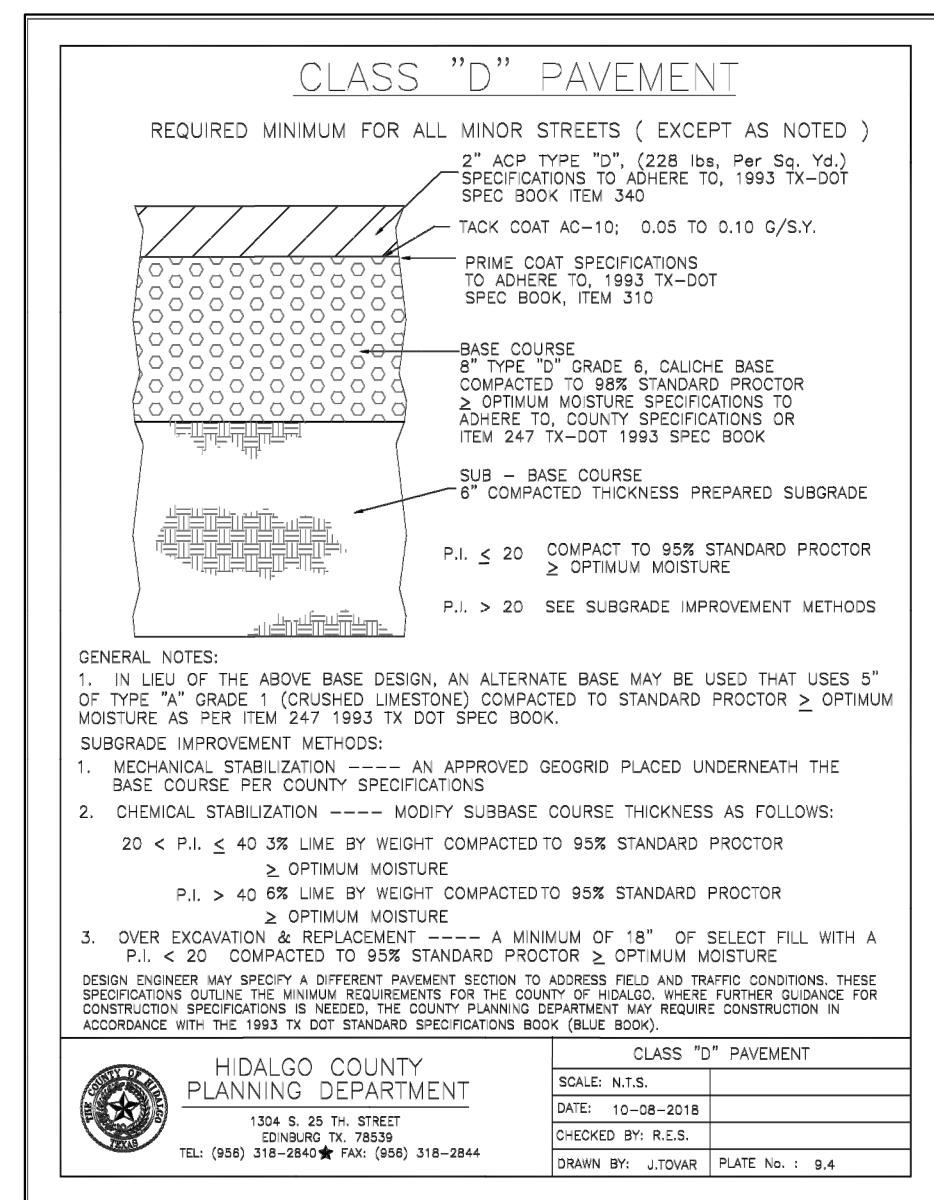 CLASS "D" PAVEMENT
REQUIRED MINIMUM FOR ALL MINOR STREETS ( EXCEPT AS NOTED )
2" ACP TYPE "D", (228 lbs, Per Sq. Yd.)
SPECIFICATIONS TO ADHERE TO, 1993 TX-DOT
SPEC BOOK ITEM 340
TACK COAT AC-10; 0.05 TO 0.10 G/S.Y.
PRIME COAT SPECIFICATIONS
TO ADHERE TO, 1993 TX-DOT
SPEC BOOK, ITEM 310
BASE COURSE
8" TYPE "D" GRADE 6, CALICHE BASE
COMPACTED TO 98% STANDARD PROCTOR
≥ OPTIMUM MOISTURE SPECIFICATIONS TO
ADHERE TO, COUNTY SPECIFICATIONS OR
ITEM 247 TX-DOT 1993 SPEC BOOK
SUB - BASE COURSE
6" COMPACTED THICKNESS PREPARED SUBGRADE
P.I. ≤ 20 COMPACT TO 95% STANDARD PROCTOR
≥ OPTIMUM MOISTURE
P.I. > 20 SEE SUBGRADE IMPROVEMENT METHODS
GENERAL NOTES:
1. IN LIEU OF THE ABOVE BASE DESIGN, AN ALTERNATE BASE MAY BE USED THAT USES 5"
OF TYPE "A" GRADE 1 (CRUSHED LIMESTONE) COMPACTED TO STANDARD PROCTOR ≥ OPTIMUM
MOISTURE AS PER ITEM 247 1993 TX DOT SPEC BOOK.
SUBGRADE IMPROVEMENT METHODS:
1. MECHANICAL STABILIZATION ---- AN APPROVED GEOGRID PLACED UNDERNEATH THE
BASE COURSE PER COUNTY SPECIFICATIONS
2. CHEMICAL STABILIZATION ---- MODIFY SUBBASE COURSE THICKNESS AS FOLLOWS:
20 < P.I. ≤ 40 3% LIME BY WEIGHT COMPACTED TO 95% STANDARD PROCTOR
≥ OPTIMUM MOISTURE
P.I. > 40 6% LIME BY WEIGHT COMPACTED TO 95% STANDARD PROCTOR
≥ OPTIMUM MOISTURE
3. OVER EXCAVATION & REPLACEMENT ---- A MINIMUM OF 18" OF SELECT FILL WITH A
P.I. < 20 COMPACTED TO 95% STANDARD PROCTOR ≥ OPTIMUM MOISTURE
DESIGN ENGINEER MAY SPECIFY A DIFFERENT PAVEMENT SECTION TO ADDRESS FIELD AND TRAFFIC CONDITIONS. THESE
SPECIFICATIONS OUTLINE THE MINIMUM REQUIREMENTS FOR THE COUNTY OF HIDALGO. WHERE FURTHER GUIDANCE FOR
CONSTRUCTION SPECIFICATIONS IS NEEDED, THE COUNTY PLANNING DEPARTMENT MAY REQUIRE CONSTRUCTION IN
ACCORDANCE WITH THE 1993 TX DOT STANDARD SPECIFICATIONS BOOK (BLUE BOOK).
THE COUNTY OF HIDALGO
TEXAS
HIDALGO COUNTY
PLANNING DEPARTMENT
1304 S. 25 TH. STREET
EDINBURG TX. 78539
TEL: (956) 318-2840 ★ FAX: (956) 318-2844
CLASS "D" PAVEMENT
SCALE: N.T.S.
DATE: 10-08-2018
CHECKED BY: R.E.S.
DRAWN BY: J.TOVAR PLATE No. : 9.4